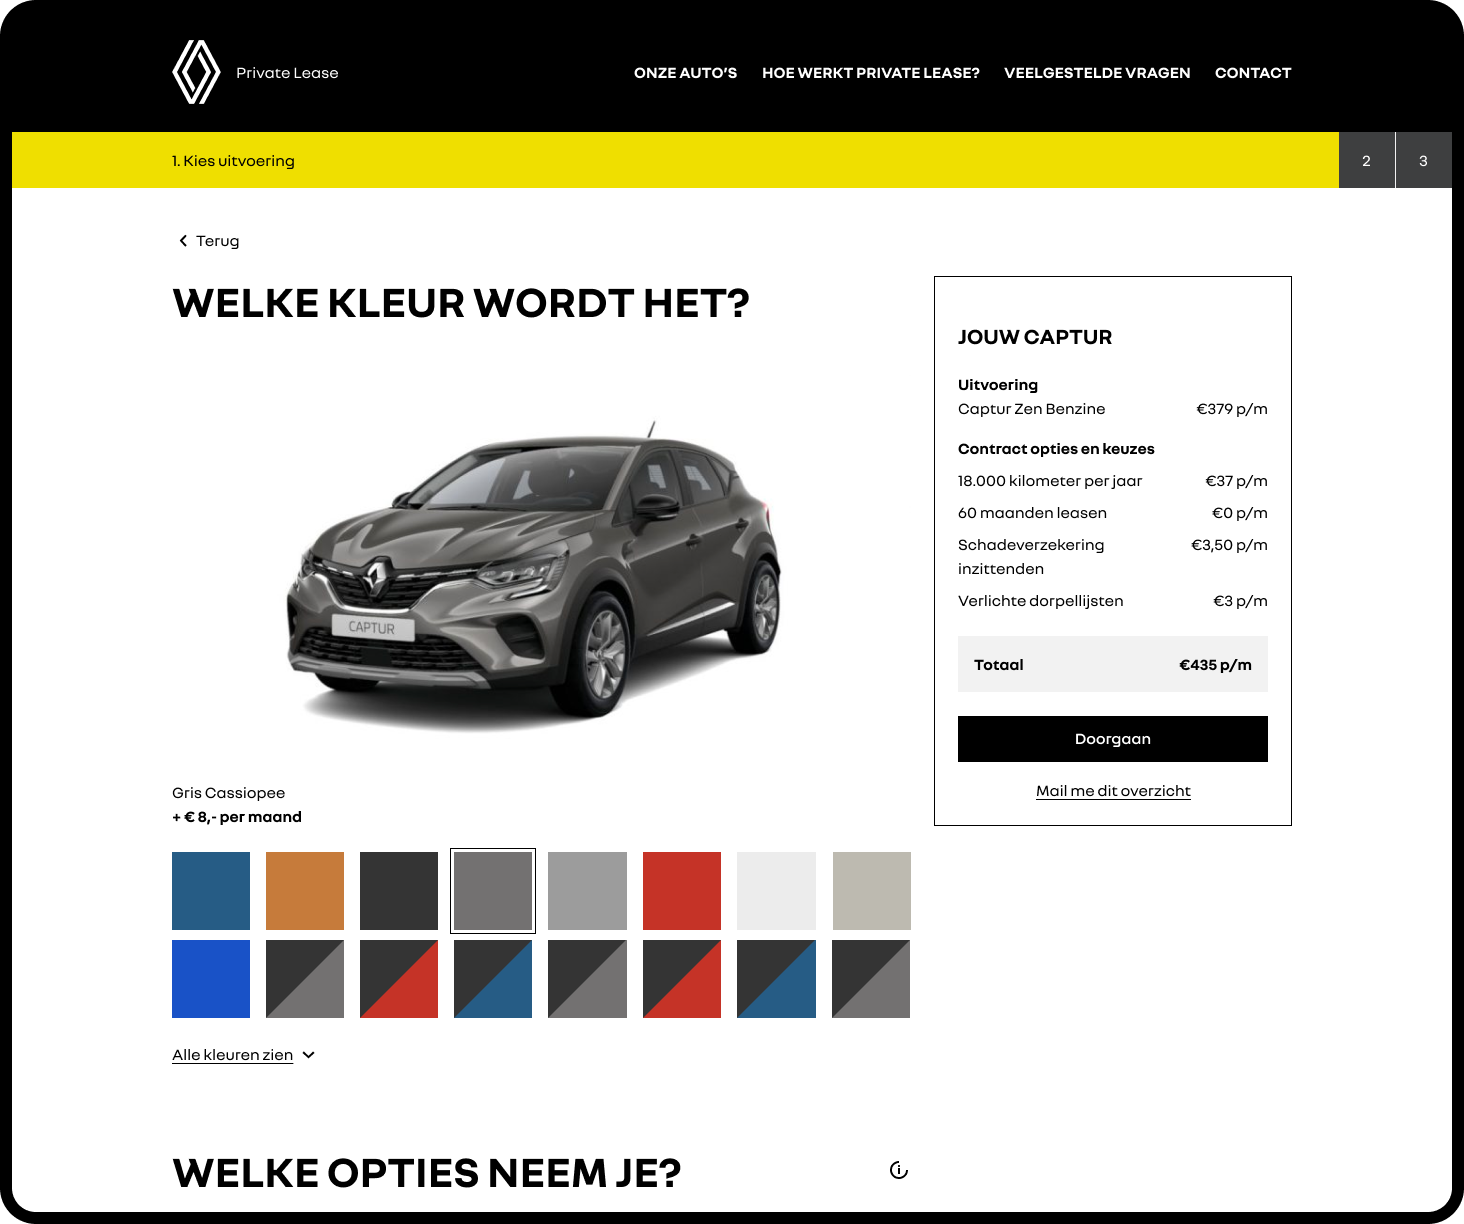 Private Lease
ONZE AUTO'S
HOE WERKT PRIVATE LEASE?
VEELGESTELDE VRAGEN
CONTACT
1. Kies uitvoering
2
3
Terug
WELKE KLEUR WORDT HET?
CAPTUR
Gris Cassiopee
+ € 8,- per maand
Alle kleuren zien
WELKE OPTIES NEEM JE?
JOUW CAPTUR
Uitvoering
Captur Zen Benzine €379 p/m
Contract opties en keuzes
18.000 kilometer per jaar €37 p/m
60 maanden leasen €0 p/m
Schadeverzekering €3,50 p/m
inzittenden
Verlichte dorpellijsten €3 p/m
Totaal €435 p/m
Doorgaan
Mail me dit overzicht